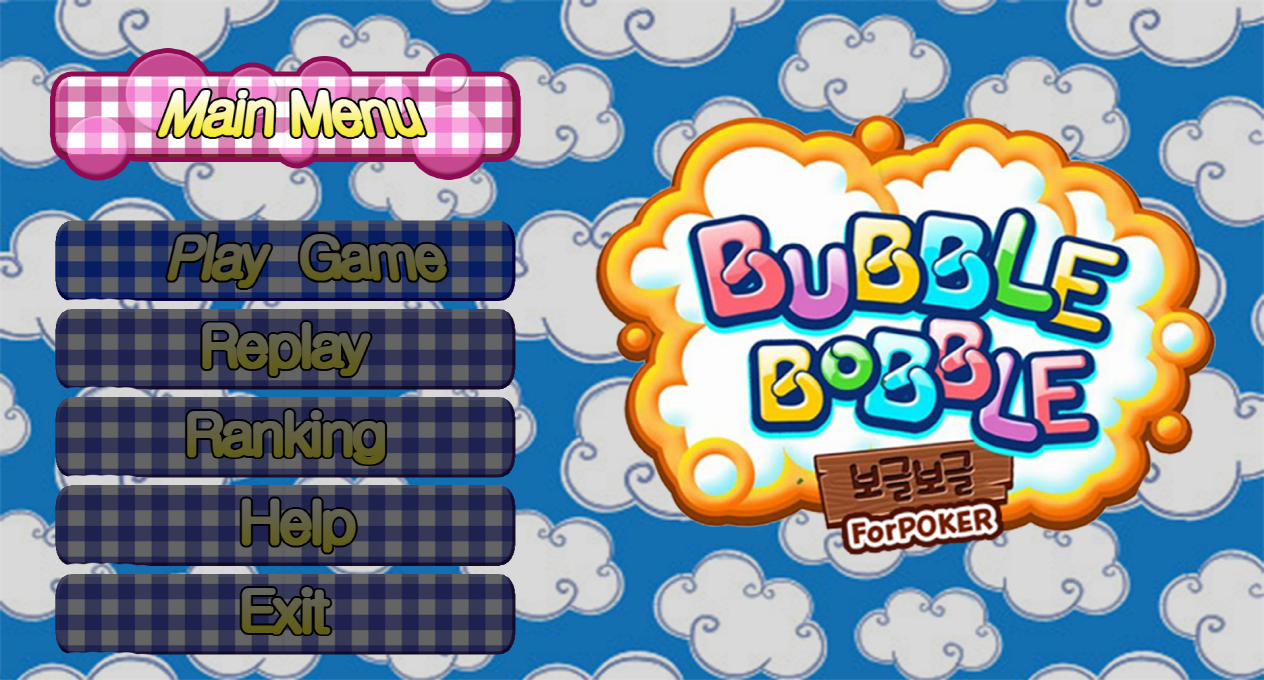 Main Menu
Play Game
Replay
Ranking
Help
Exit
BUBBLE
BOBBLE
보글보글
ForPOKER